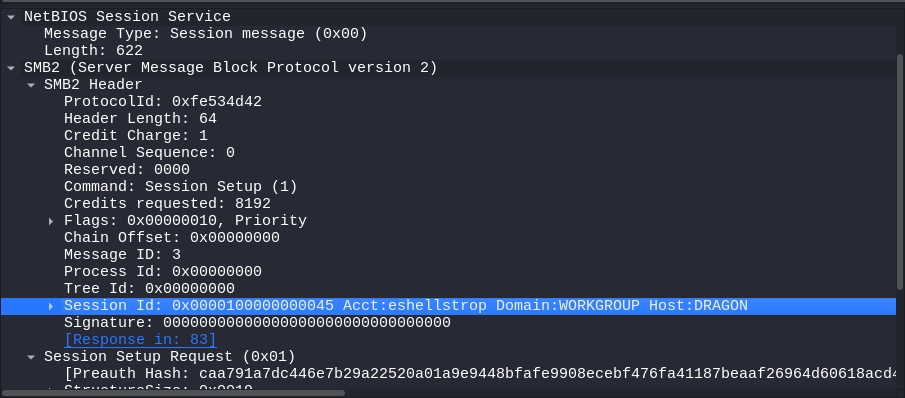 NetBIOS Session Service
Message Type: Session message (0x00)
Length: 622
SMB2 (Server Message Block Protocol version 2)
SMB2 Header
ProtocolId: 0xfe534d42
Header Length: 64
Credit Charge: 1
Channel Sequence: 0
Reserved: 0000
Command: Session Setup (1)
Credits requested: 8192
Flags: 0x00000010, Priority
Chain Offset: 0x00000000
Message ID: 3
Process Id: 0x00000000
Tree Id: 0x00000000
Session Id: 0x0000100000000045 Acct:eshellstrop Domain:WORKGROUP Host:DRAGON
Signature: 00000000000000000000000000000000
[Response in: 83]
Session Setup Request (0x01)
[Preauth Hash: caa791a7dc446e7b29a22520a01a9e9448bfafe9908ecebf476fa41187beaaf26964d60618acd4
StructureSize: 0x0019